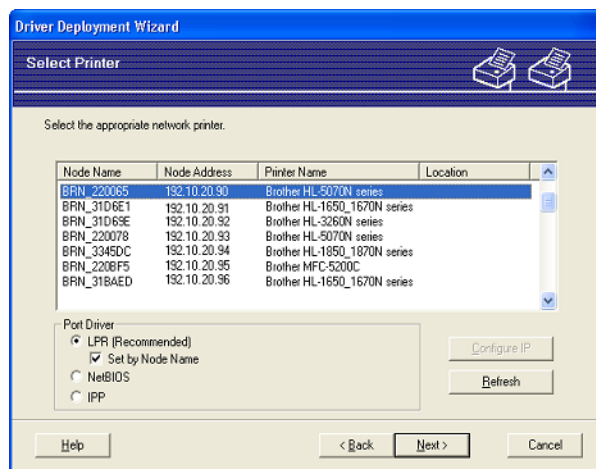 Driver Deployment Wizard
Select Printer
Select the appropriate network printer.
Node Name Node Address Printer Name Location
BRN_220065 192.10.20.90 Brother HL-5070N series
BRN_31D6E1 192.10.20.91 Brother HL-1650_1670N series
BRN_31D69E 192.10.20.92 Brother HL-3260N series
BRN_220078 192.10.20.93 Brother HL-5070N series
BRN_3345DC 192.10.20.94 Brother HL-1850_1870N series
BRN_220BF5 192.10.20.95 Brother MFC-5200C
BRN_31BAED 192.10.20.96 Brother HL-1650_1670N series
Port Driver
LPR (Recommended)
Set by Node Name
NetBIOS
IPP
Configure IP
Refresh
Help
< Back
Next >
Cancel